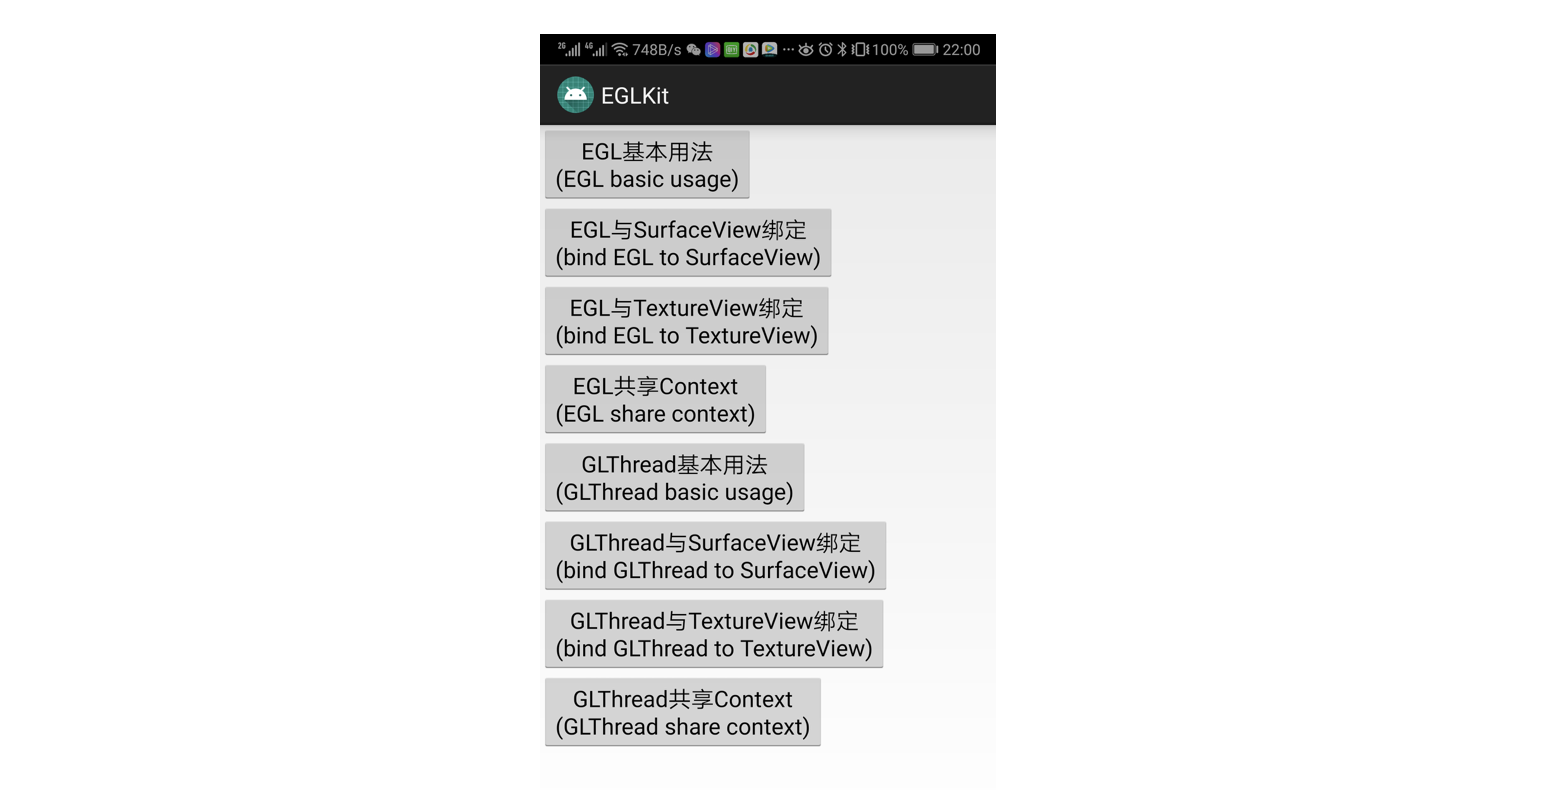 2G 4G 748B/s 100% 22:00
EGLKit
EGL基本用法
(EGL basic usage)
EGL与SurfaceView绑定
(bind EGL to SurfaceView)
EGL与TextureView绑定
(bind EGL to TextureView)
EGL共享Context
(EGL share context)
GLThread基本用法
(GLThread basic usage)
GLThread与SurfaceView绑定
(bind GLThread to SurfaceView)
GLThread与TextureView绑定
(bind GLThread to TextureView)
GLThread共享Context
(GLThread share context)